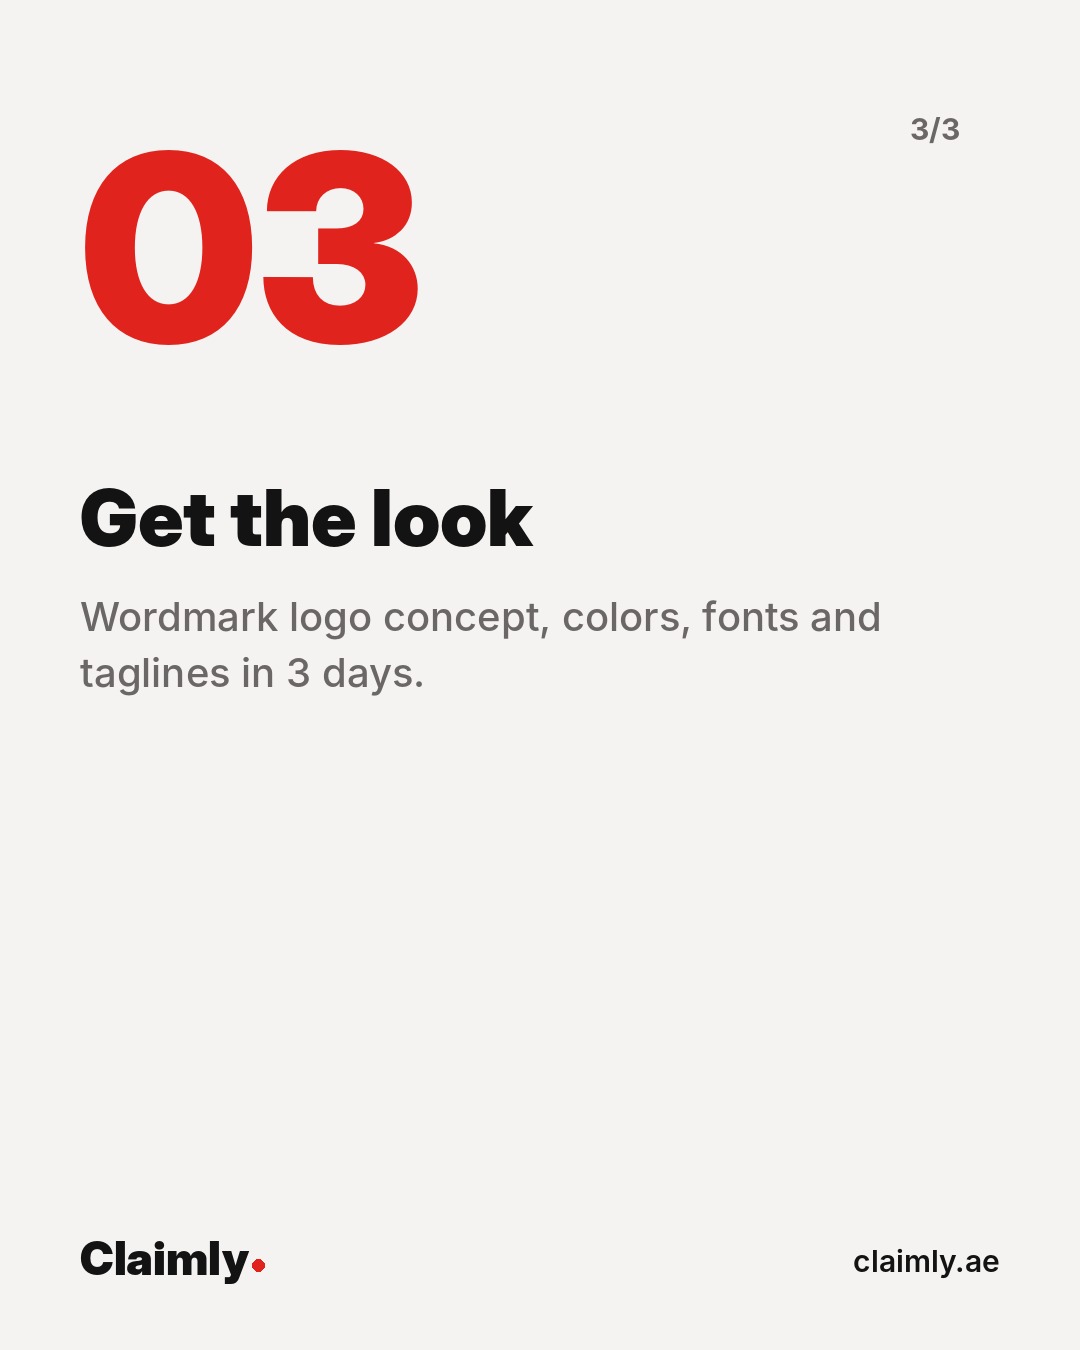 3/3
03
Get the look
Wordmark logo concept, colors, fonts and
taglines in 3 days.
Claimly.
claimly.ae